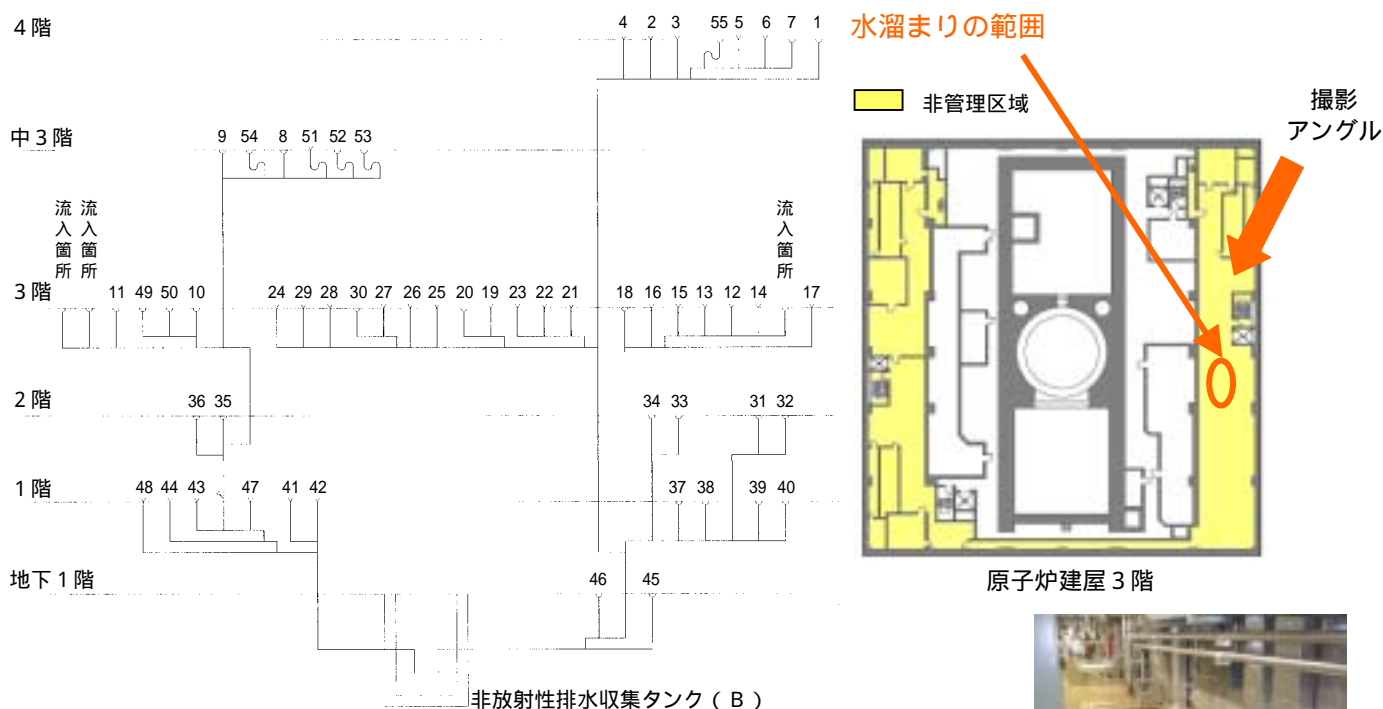 4階
4 2 3 55 5 6 7 1
中3階
9 54 8 51 52 53
流入箇所
流入箇所
流入箇所
3階
11 49 50 10 24 29 28 30 27 26 25 20 19 23 22 21 18 16 15 13 12 14 17
2階
36 35 34 33 31 32
1階
48 44 43 47 41 42 37 38 39 40
地下1階
46 45
非放射性排水収集タンク(B)
水溜まりの範囲
非管理区域
撮影
アングル
原子炉建屋3階